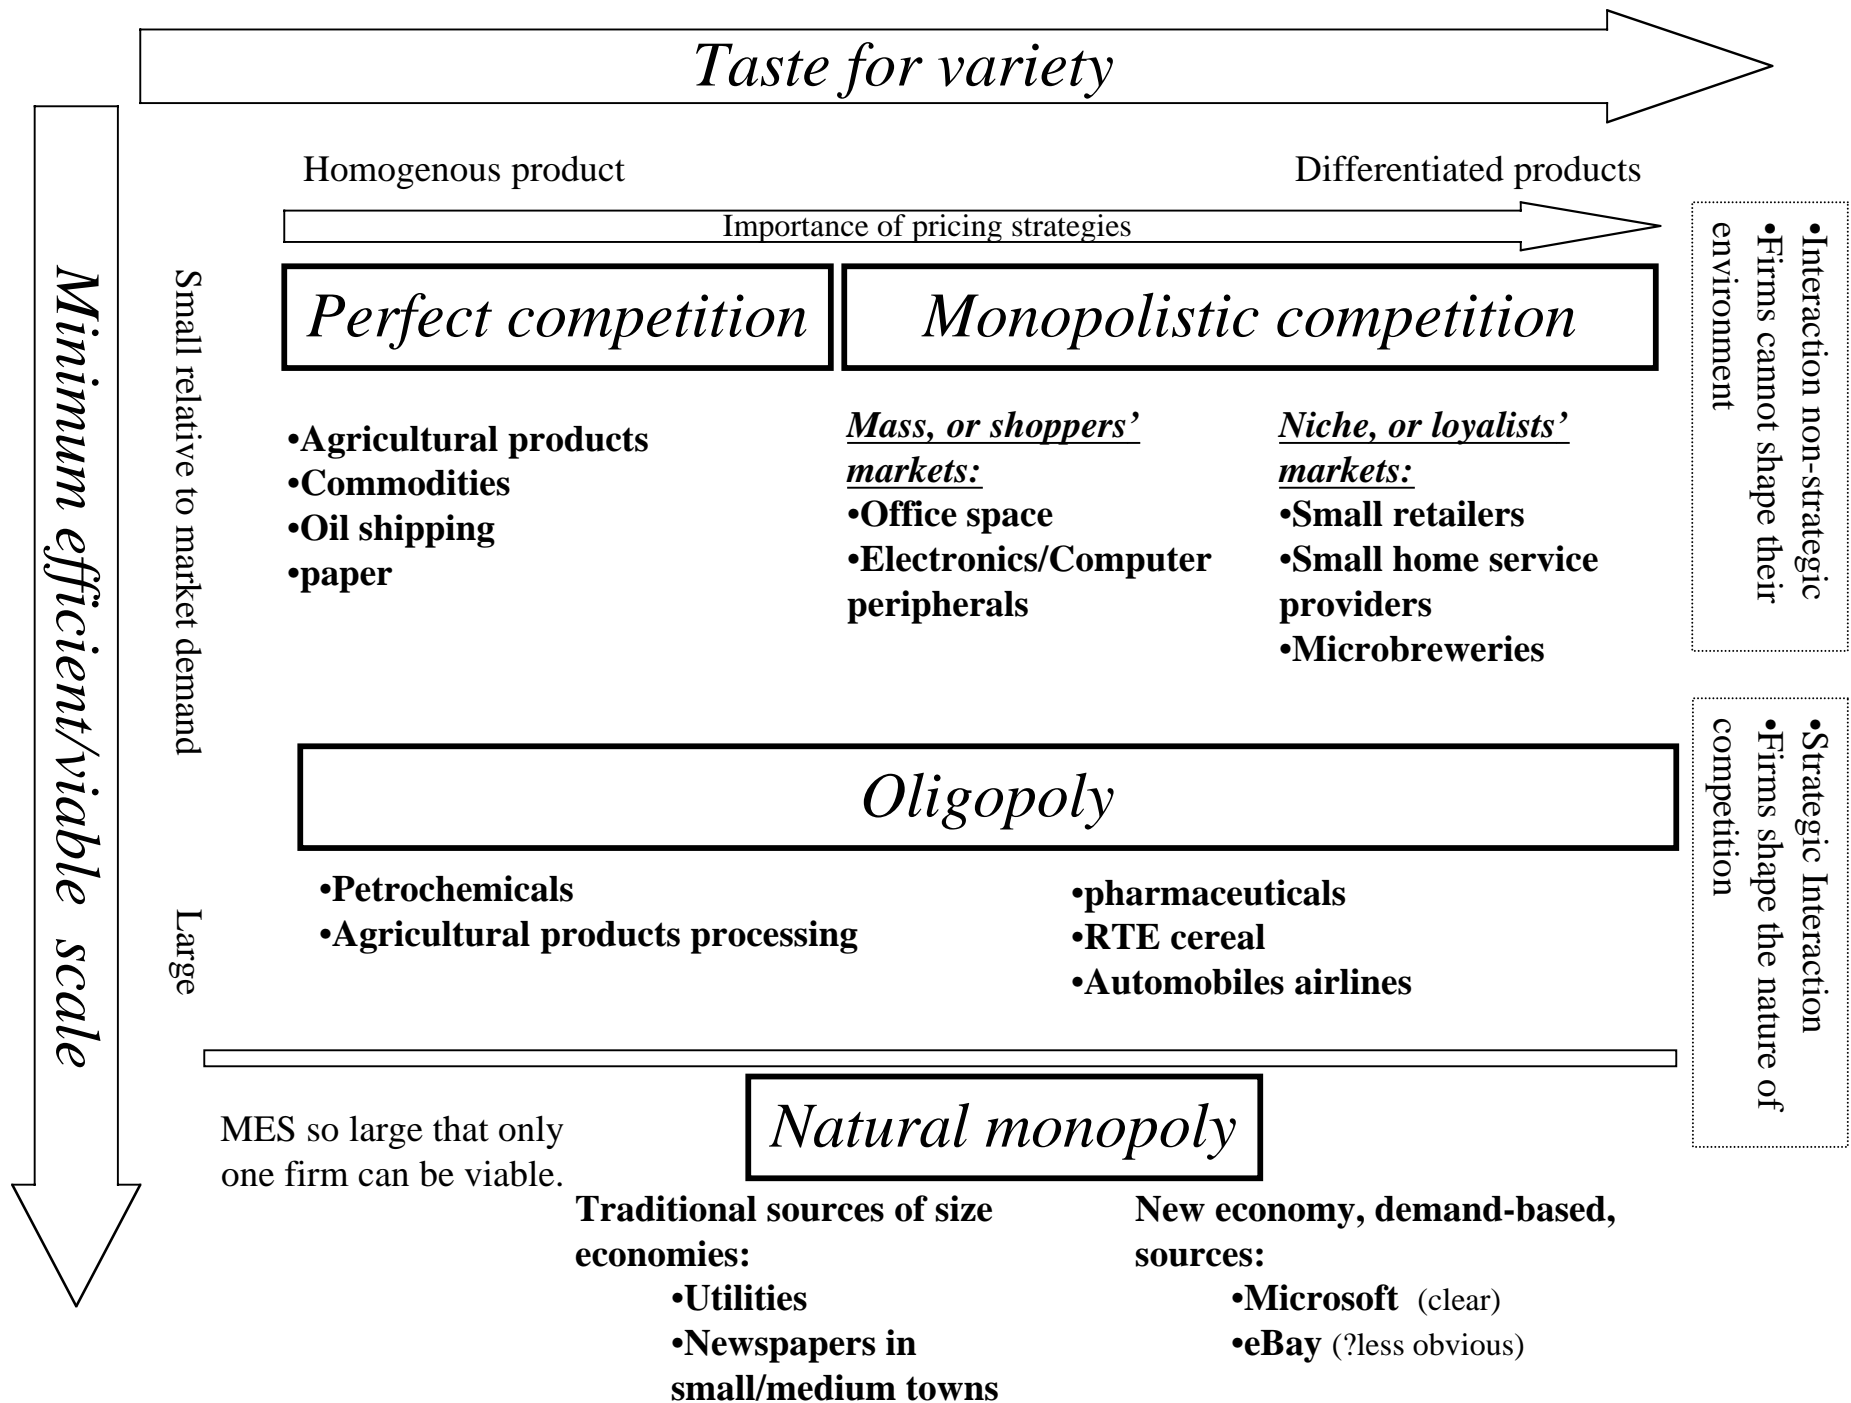 Taste for variety
Homogenous product
Differentiated products
Importance of pricing strategies
Minimum efficient/viable scale
Small relative to market demand
Large
Perfect competition
Monopolistic competition
•Agricultural products
•Commodities
•Oil shipping
•paper
Mass, or shoppers’
markets:
•Office space
•Electronics/Computer
peripherals
Niche, or loyalists’
markets:
•Small retailers
•Small home service
providers
•Microbreweries
•Interaction non-strategic
•Firms cannot shape their
environment
Oligopoly
•Petrochemicals
•Agricultural products processing
•pharmaceuticals
•RTE cereal
•Automobiles airlines
•Strategic Interaction
•Firms shape the nature of
competition
MES so large that only
one firm can be viable.
Natural monopoly
Traditional sources of size
economies:
•Utilities
•Newspapers in
small/medium towns
New economy, demand-based,
sources:
•Microsoft (clear)
•eBay (?less obvious)